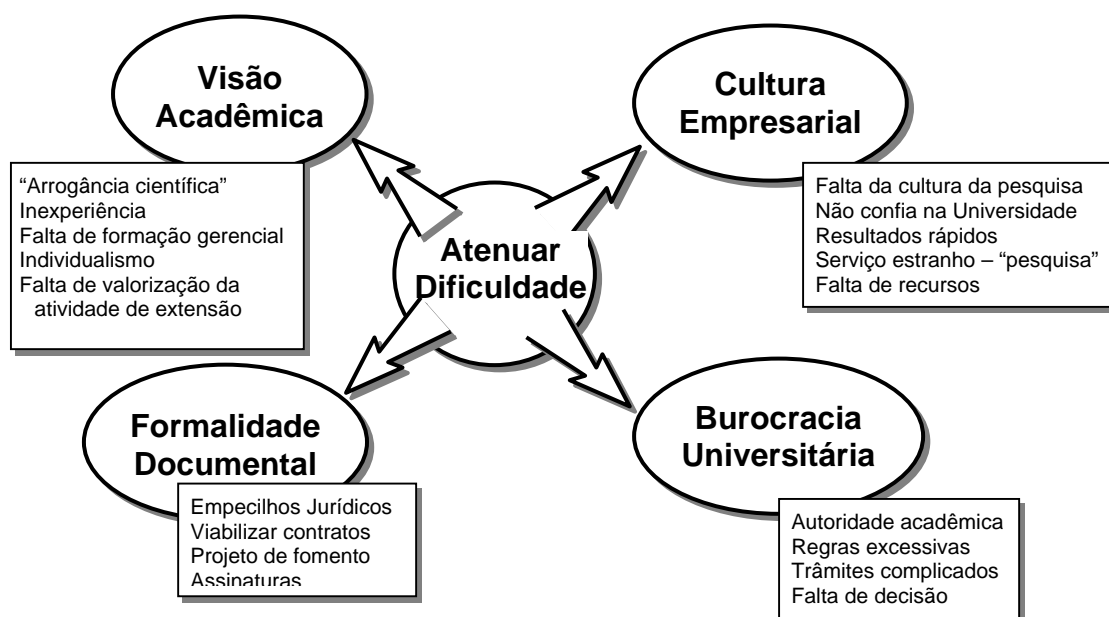 Visão
Acadêmica
“Arrogância científica”
Inexperiência
Falta de formação gerencial
Individualismo
Falta de valorização da
atividade de extensão
Cultura
Empresarial
Falta da cultura da pesquisa
Não confia na Universidade
Resultados rápidos
Serviço estranho – “pesquisa”
Falta de recursos
Atenuar
Dificuldade
Formalidade
Documental
Empecilhos Jurídicos
Viabilizar contratos
Projeto de fomento
Assinaturas
Burocracia
Universitária
Autoridade acadêmica
Regras excessivas
Trâmites complicados
Falta de decisão